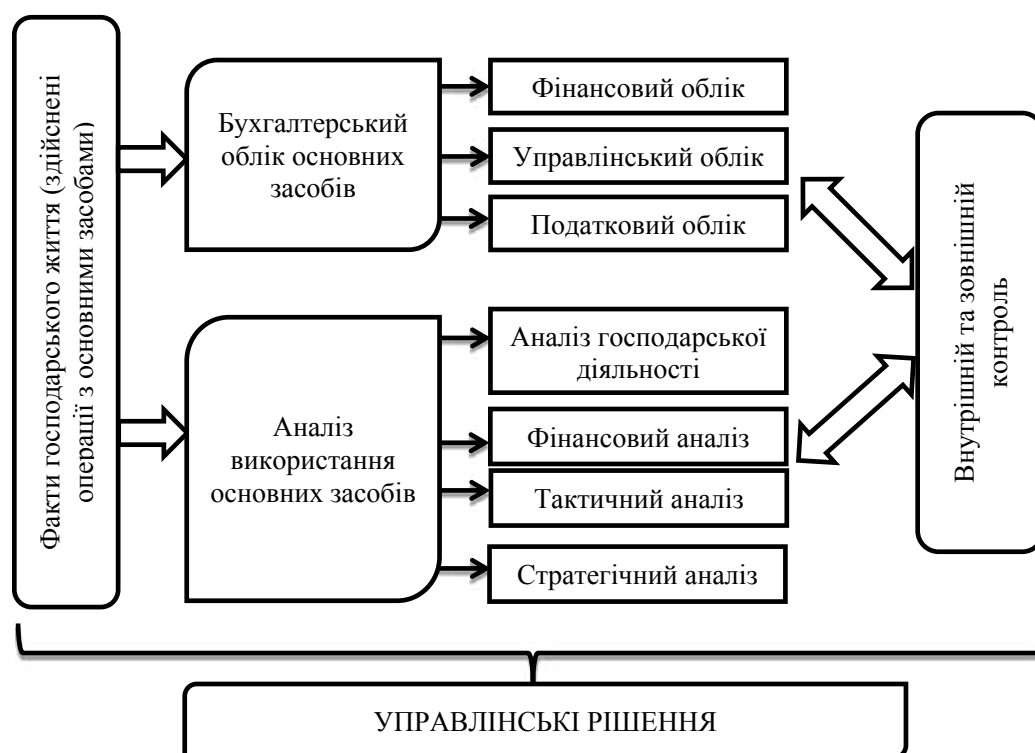 Факти господарського життя (здійснені
операції з основними засобами)
Бухгалтерський
облік основних
засобів
Фінансовий облік
Управлінський облік
Податковий облік
Аналіз
використання
основних засобів
Аналіз господарської
діяльності
Фінансовий аналіз
Тактичний аналіз
Стратегічний аналіз
Внутрішній та зовнішній
контроль
УПРАВЛІНСЬКІ РІШЕННЯ